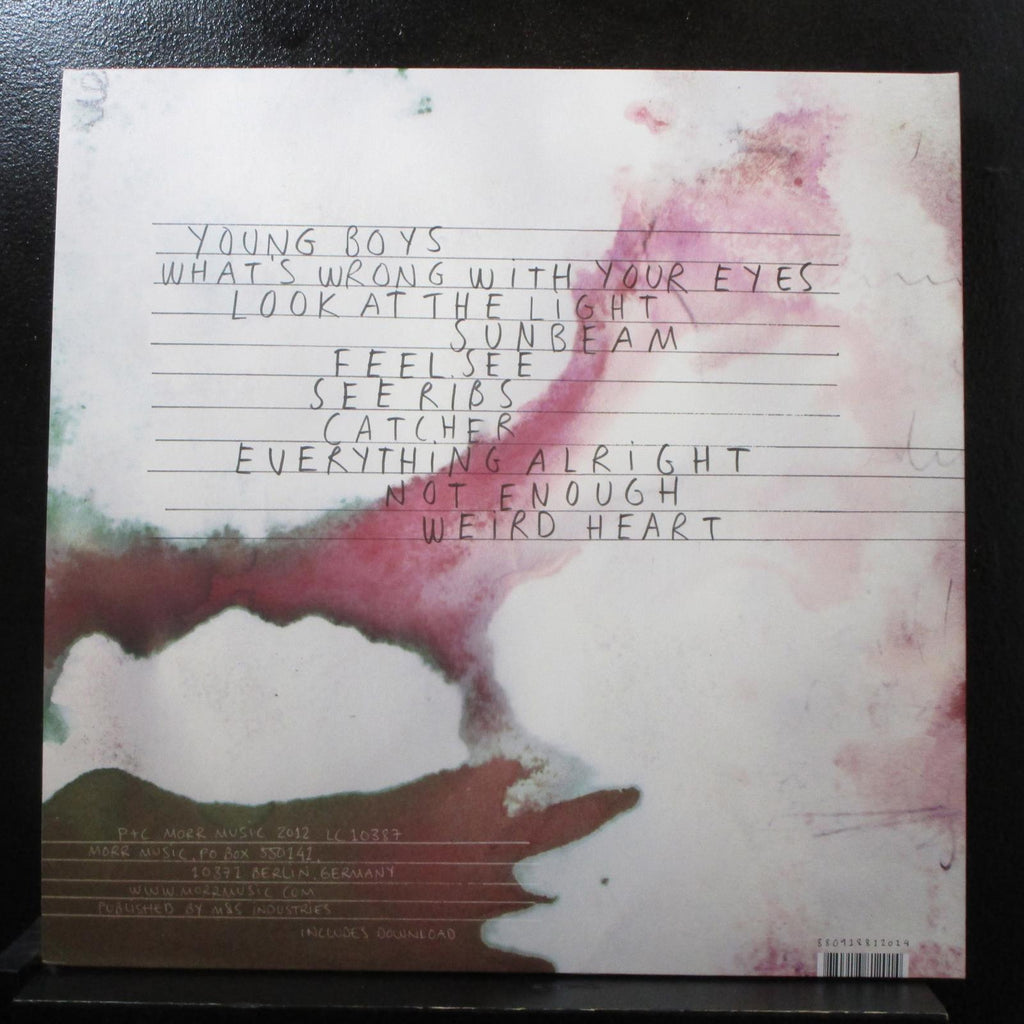 YOUNG BOYS
WHAT'S WRONG WITH YOUR EYES
LOOK AT THE LIGHT
SUNBEAM
FEEL.SEE
SEE RIBS
CATCHER
EVERYTHING ALRIGHT
NOT ENOUGH
WEIRD HEART
P+C MORR MUSIC 2012 LC 10387
MORR MUSIC, PO BOX 550141,
10371 BERLIN, GERMANY
WWW.MORRMUSIC.COM
PUBLISHED BY M&S INDUSTRIES
INCLUDES DOWNLOAD